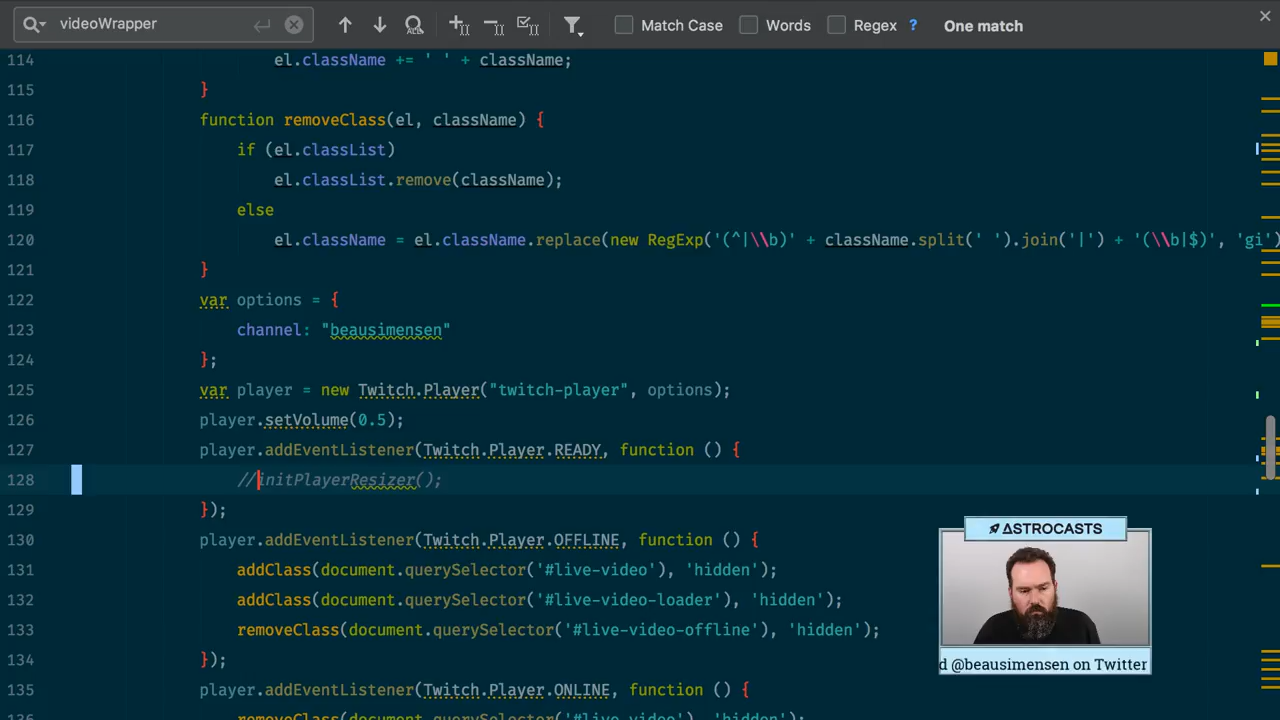 videoWrapper
ALL
II
II
II
Match Case
Words
Regex
?
One match
114 el.className += ' ' + className;
115 }
116 function removeClass(el, className) {
117 if (el.classList)
118 el.classList.remove(className);
119 else
120 el.className = el.className.replace(new RegExp('(^|\\b)' + className.split(' ').join('|') + '(\\b|$)', 'gi')
121 }
122 var options = {
123 channel: "beausimensen"
124 };
125 var player = new Twitch.Player("twitch-player", options);
126 player.setVolume(0.5);
127 player.addEventListener(Twitch.Player.READY, function () {
128 //initPlayerResizer();
129 });
130 player.addEventListener(Twitch.Player.OFFLINE, function () {
131 addClass(document.querySelector('#live-video'), 'hidden');
132 addClass(document.querySelector('#live-video-loader'), 'hidden');
133 removeClass(document.querySelector('#live-video-offline'), 'hidden');
134 });
135 player.addEventListener(Twitch.Player.ONLINE, function () {
ΔSTROCASTS
d @beausimensen on Twitter